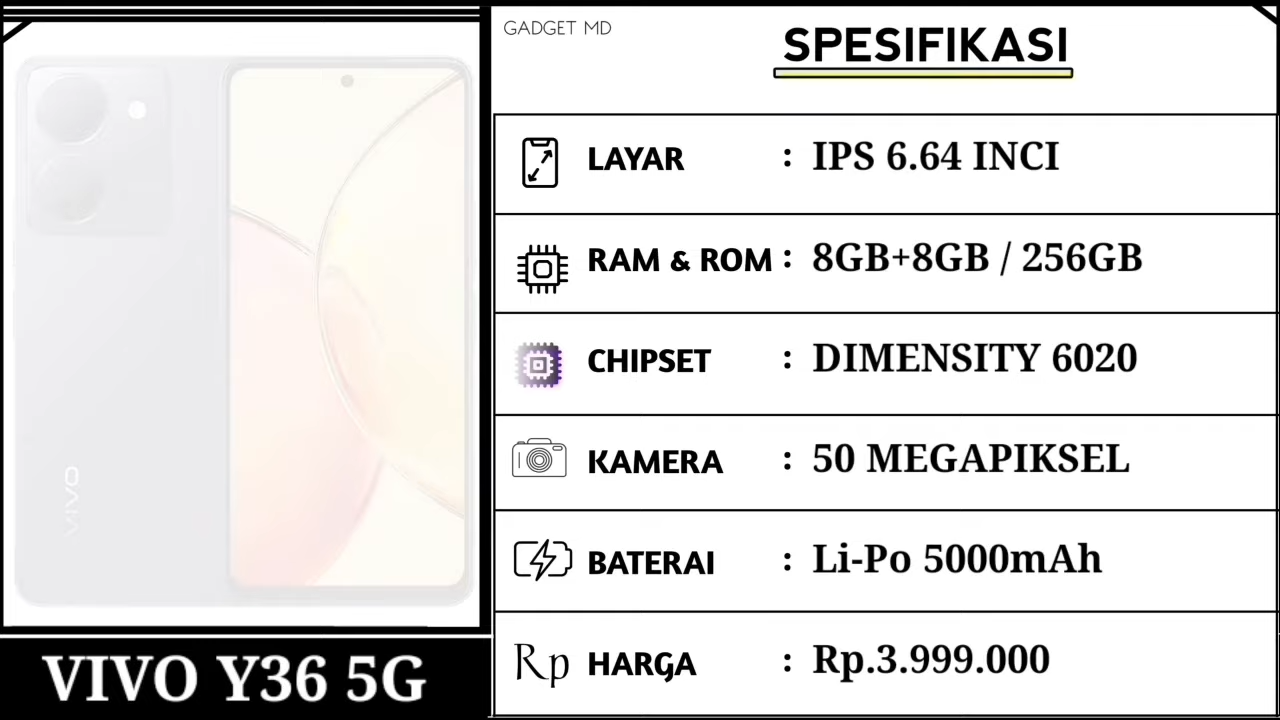 GADGET MD
SPESIFIKASI
LAYAR : IPS 6.64 INCI
RAM & ROM : 8GB+8GB / 256GB
CHIPSET : DIMENSITY 6020
KAMERA : 50 MEGAPIKSEL
BATERAI : Li-Po 5000mAh
Rp HARGA : Rp.3.999.000
vivo
VIVO Y36 5G